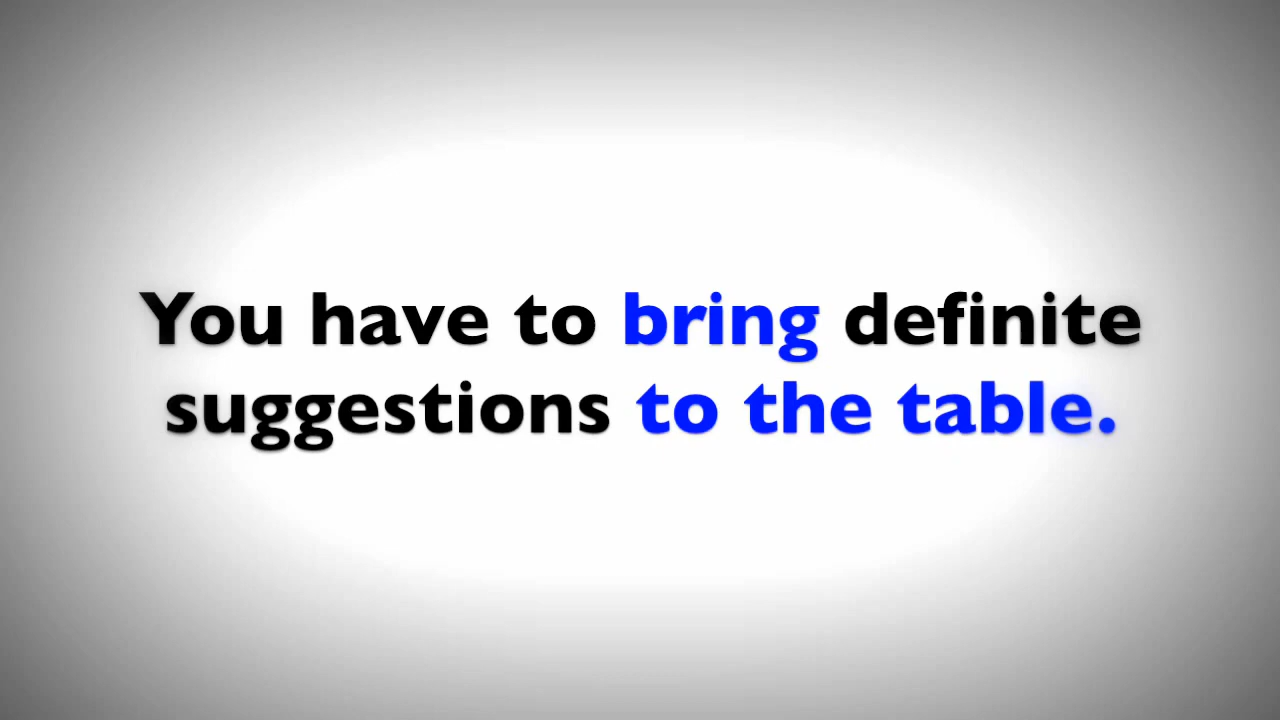 You have to bring definite
suggestions to the table.